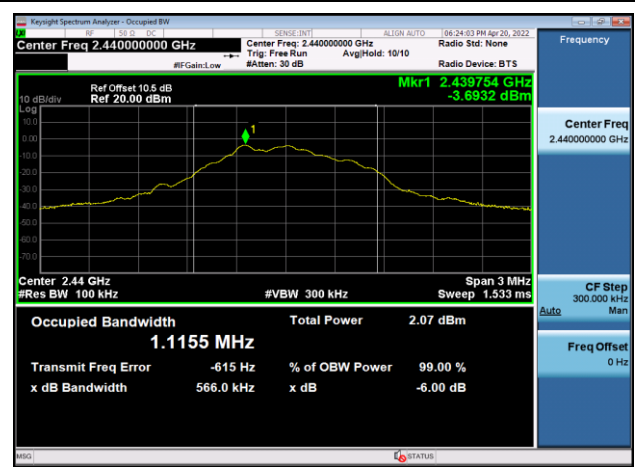 Keysight Spectrum Analyzer - Occupied BW
RF 50 Ω DC SENSE:INT ALIGN AUTO 06:24:03 PM Apr 20, 2022
Center Freq 2.440000000 GHz Center Freq: 2.440000000 GHz Radio Std: None Frequency
Trig: Free Run Avg|Hold: 10/10
#IFGain:Low #Atten: 30 dB Radio Device: BTS
Ref Offset 10.5 dB Mkr1 2.439754 GHz
10 dB/div Ref 20.00 dBm -3.6932 dBm
Log
10.0
0.00
-10.0
-20.0
-30.0
-40.0
-50.0
-60.0
-70.0
1
Center Freq
2.440000000 GHz
Center 2.44 GHz Span 3 MHz
#Res BW 100 kHz #VBW 300 kHz Sweep 1.533 ms
CF Step
300.000 kHz
Auto Man
Occupied Bandwidth Total Power 2.07 dBm
1.1155 MHz
Freq Offset
0 Hz
Transmit Freq Error -615 Hz % of OBW Power 99.00 %
x dB Bandwidth 566.0 kHz x dB -6.00 dB
MSG STATUS